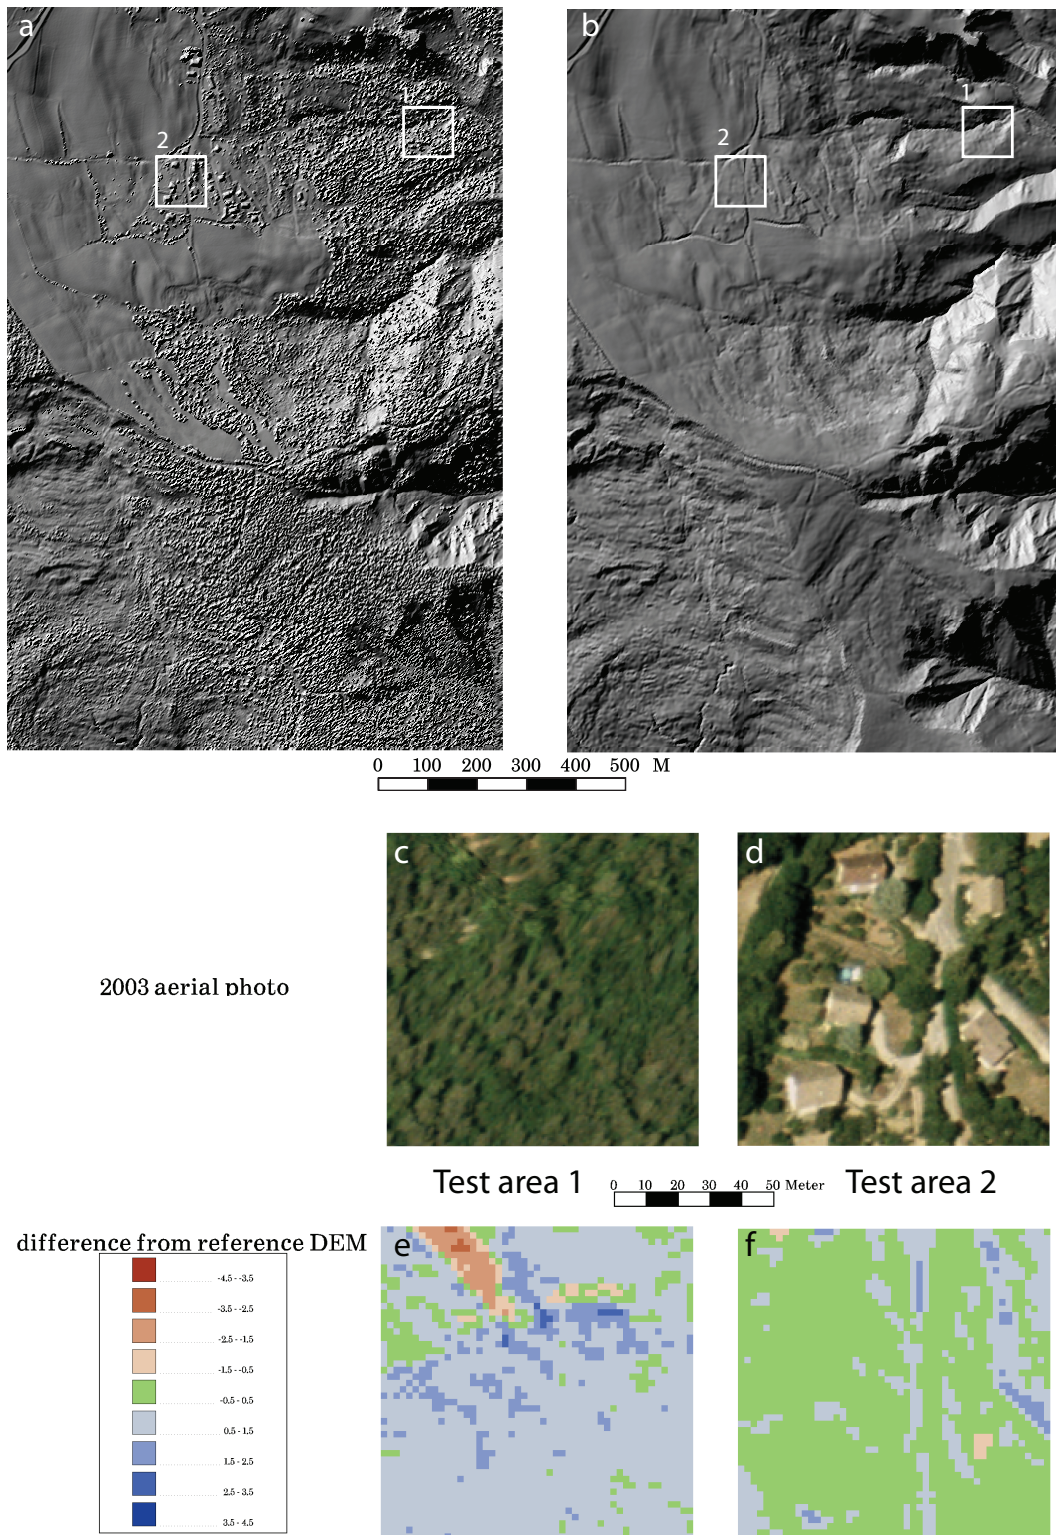 a
b
1
1
2
2
0 100 200 300 400 500 M
c
d
2003 aerial photo
Test area 1
0 10 20 30 40 50 Meter
Test area 2
difference from reference DEM
e
f
-4.5 - -3.5
-3.5 - -2.5
-2.5 - -1.5
-1.5 - -0.5
-0.5 - 0.5
0.5 - 1.5
1.5 - 2.5
2.5 - 3.5
3.5 - 4.5